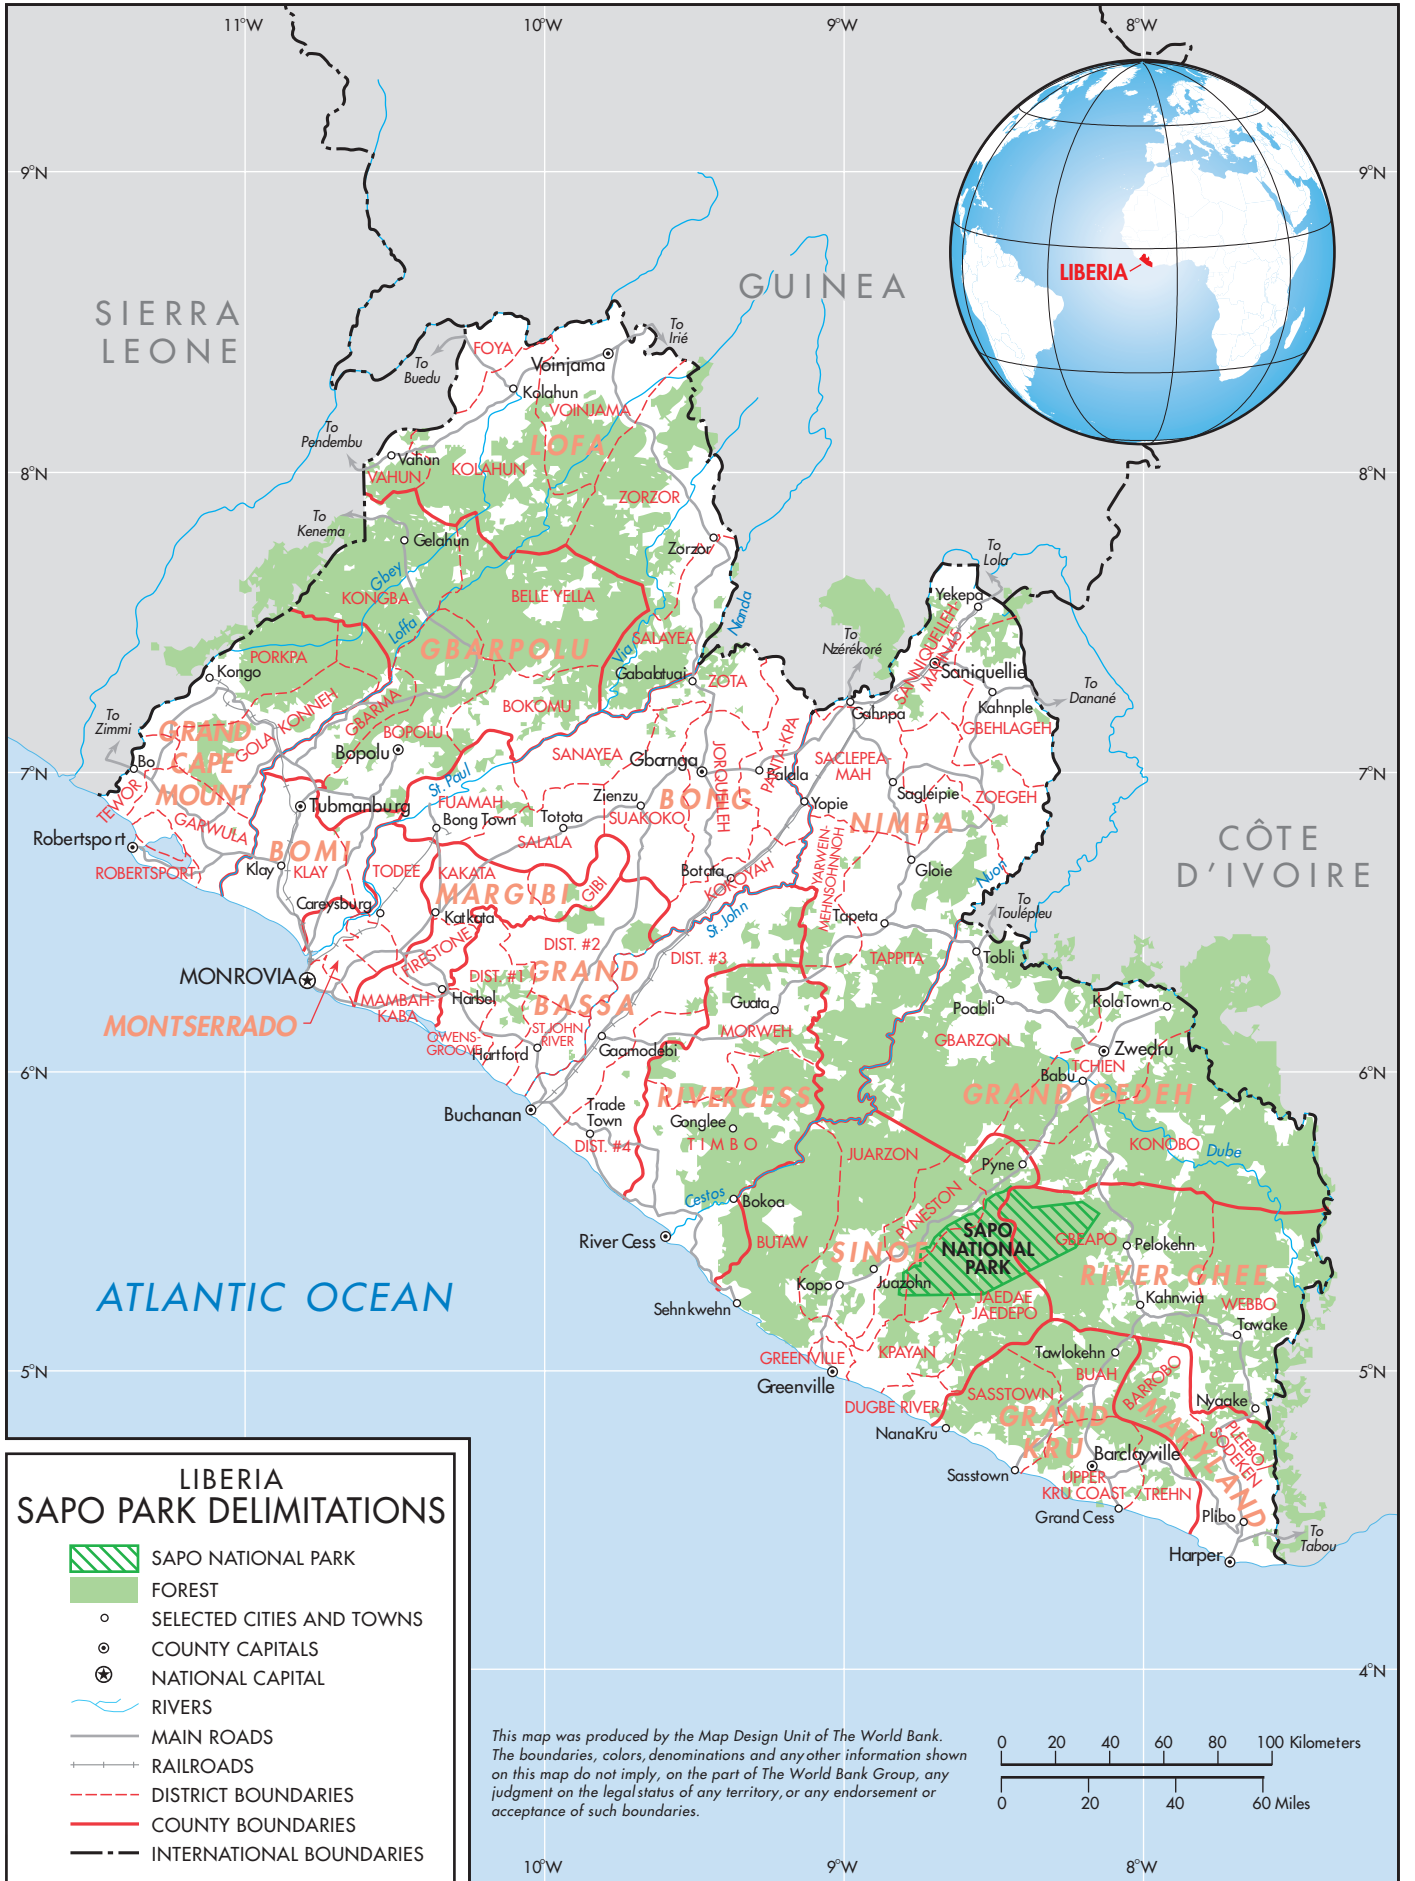 11°W
10°W
9°W
8°W
9°N
9°N
GUINEA
LIBERIA
SIERRA
LEONE
To
Irié
To
Buedu
FOYA
Voinjama
Kolahun
VOINJAMA
To
Pendembu
LOFA
Vahun
KOLAHUN
VAHUN
8°N
8°N
ZORZOR
To
Kenema
Gelahun
Zorzor
To
Lola
Gbey
KONGBA
BELLE YELLA
Nanda
Yekepa
Loffa
GBARPOLU
Via
SALAYEA
To
Nzérékoré
SANIQUELLEH-
MAHN45
PORKPA
Kongo
Gabalatuai
ZOTA
Saniquellie
To
Danané
Kahnple
GOLA KONNEH
GBARMA
BOKOMU
Gahnpa
GBEHLAGEH
To
Zimmi
GRAND
CAPE
MOUNT
BOPOLU
Bopolu
SANAYEA
Gbarnga
JORQUELLEH
PANTA-KPA
SACLEPEA-
MAH
Bo
7°N
7°N
St. Paul
Palala
Sagleipie
ZOEGEH
TEWOR
Tubmanburg
FUAMAH
Zienzu
BONG
Yopie
GARWULA
Bong Town
Totota
SUAKOKO
NIMBA
Robertsport
BOMI
SALALA
YARWEIN-
MEHNSOHNNOH
CÔTE
D'IVOIRE
ROBERTSPORT
Klay
KLAY
TODEE
KAKATA
MARGIBI
GIBI
Botata
KOKOYAH
Gloie
Nuon
Careysburg
Katkata
St. John
Tapeta
To
Toulépleu
FIRESTONE
DIST. #2
DIST. #3
TAPPITA
Tobli
MONROVIA
DIST. #1
GRAND
BASSA
MAMBAH-
KABA
Harbel
Guata
Poabli
Kola Town
MONTSERRADO
OWENS-
GROOVE
ST.JOHN
RIVER
MORWEH
GBARZON
Hartford
Gaamodebi
Zwedru
TCHIEN
6°N
6°N
Babu
RIVERCESS
GRAND GEDEH
Buchanan
Trade
Town
Gonglee
DIST. #4
TIMBO
JUARZON
KONOBO
Dube
Pyne
Cestos
Bokoa
PYNESTON
SAPO
NATIONAL
PARK
River Cess
BUTAW
SINOE
GBEAPO
Pelokehn
ATLANTIC OCEAN
Kopo
Juazohn
RIVER GHEE
Sehnkwehn
JAEDAE
JAEDEPO
Kahnwia
WEBBO
Tawake
GREENVILLE
KPAYAN
Tawlokehn
5°N
5°N
Greenville
BUAH
BARROBO
SASSTOWN
Nyaake
DUGBE RIVER
GRAND
KRU
MARYLAND
NanaKru
PLEEBO/
SODEKEN
Barclayville
Sasstown
UPPER
KRU COAST
TREHN
Grand Cess
Plibo
To
Tabou
Harper
4°N
LIBERIA
SAPO PARK DELIMITATIONS
SAPO NATIONAL PARK
FOREST
SELECTED CITIES AND TOWNS
COUNTY CAPITALS
NATIONAL CAPITAL
RIVERS
MAIN ROADS
RAILROADS
DISTRICT BOUNDARIES
COUNTY BOUNDARIES
INTERNATIONAL BOUNDARIES
This map was produced by the Map Design Unit of The World Bank.
The boundaries, colors, denominations and any other information shown
on this map do not imply, on the part of The World Bank Group, any
judgment on the legal status of any territory, or any endorsement or
acceptance of such boundaries.
0 20 40 60 80 100 Kilometers
0 20 40 60 Miles
10°W
9°W
8°W